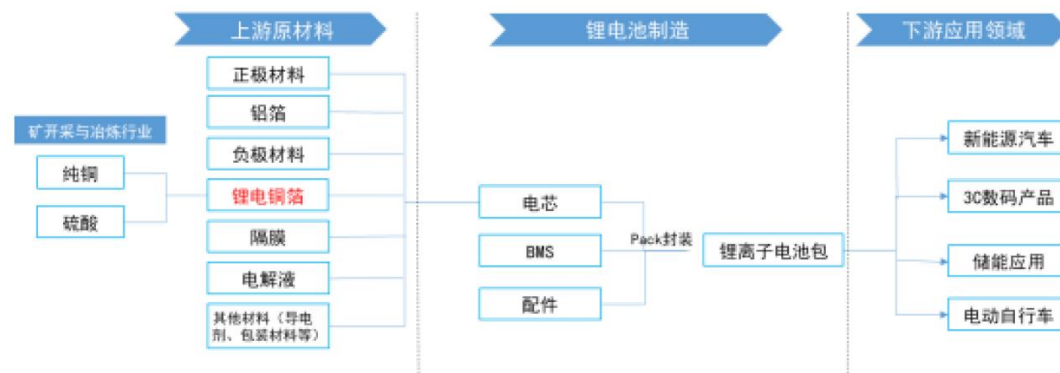 上游原材料
锂电池制造
下游应用领域
矿开采与冶炼行业
纯铜
硫酸
正极材料
铝箔
负极材料
锂电铜箔
隔膜
电解液
其他材料（导电
剂、包装材料等）
电芯
BMS
配件
Pack封装
锂离子电池包
新能源汽车
3C数码产品
储能应用
电动自行车